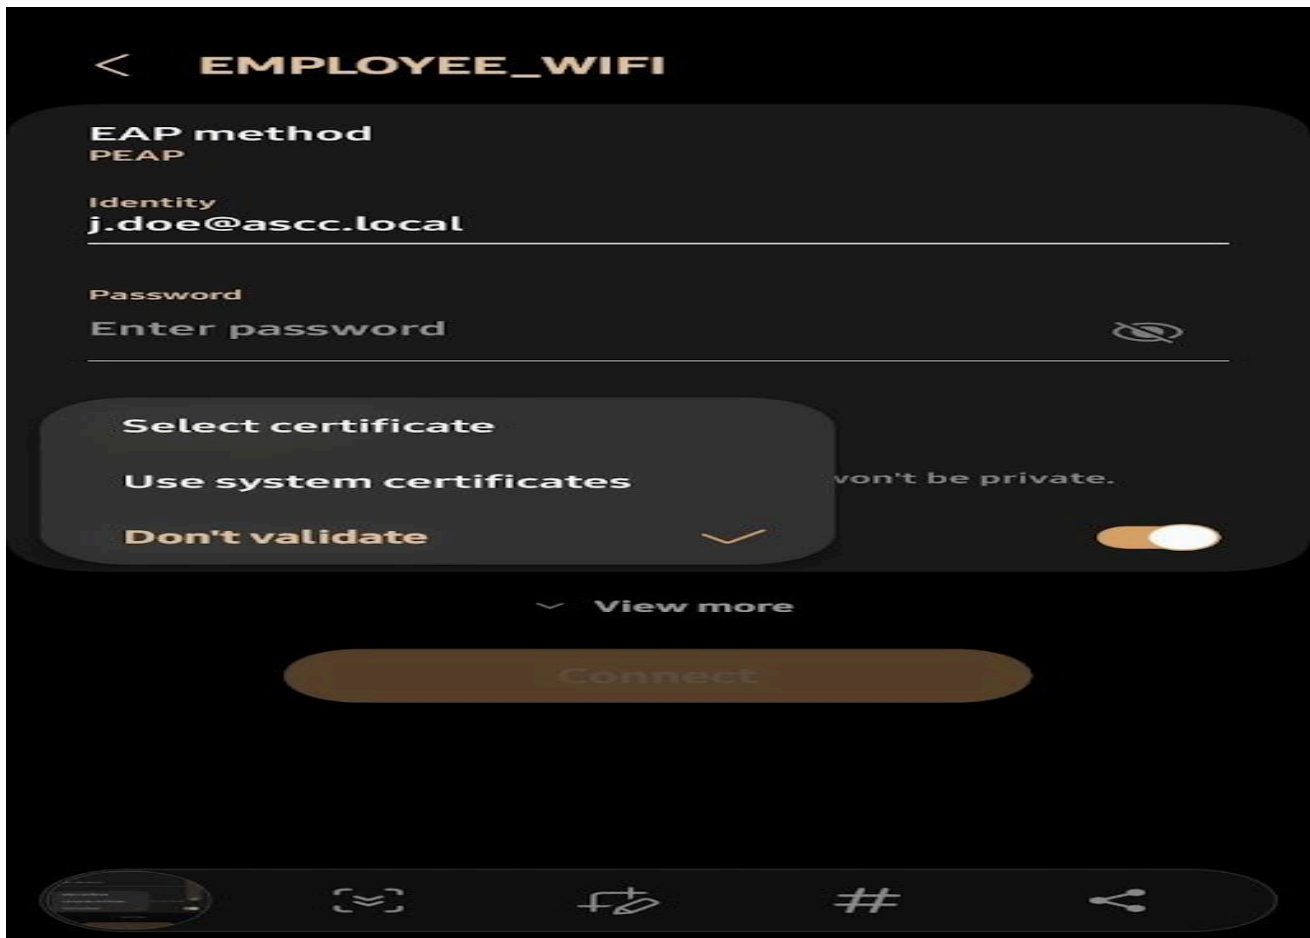 EMPLOYEE_WIFI
EAP method
PEAP
Identity
j.doe@ascc.local
Password
Enter password
Select certificate
Use system certificates
won't be private.
Don't validate
View more
Connect